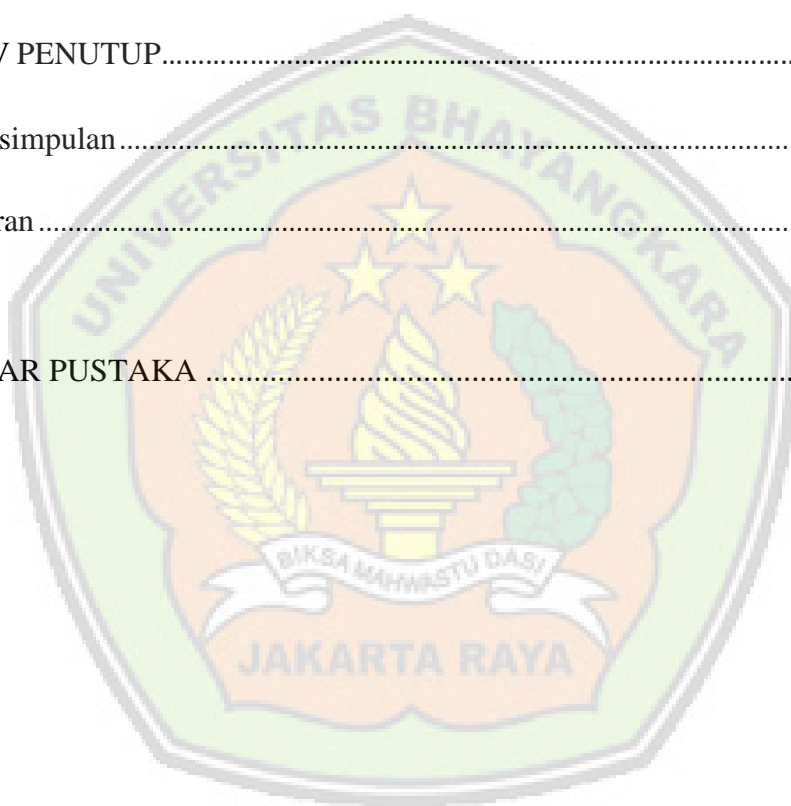 V PENUTUP........................................................................
simpulan........................................................................
ran........................................................................
AR PUSTAKA ........................................................................
UNIVERSITAS BHAYANGKARA
BIKSA MAHWASTU DASI
JAKARTA RAYA